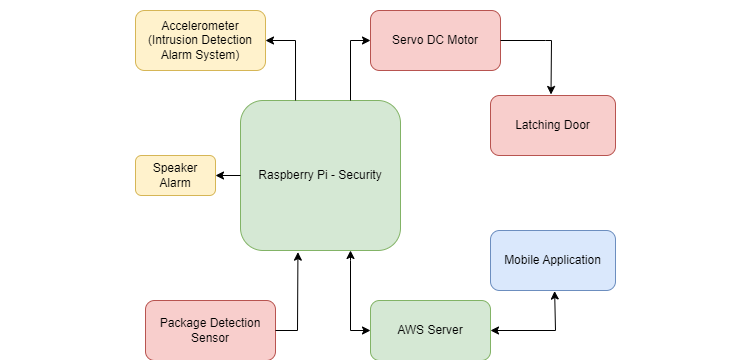 Accelerometer
(Intrusion Detection
Alarm System)
Servo DC Motor
Latching Door
Raspberry Pi - Security
Speaker
Alarm
Mobile Application
Package Detection
Sensor
AWS Server